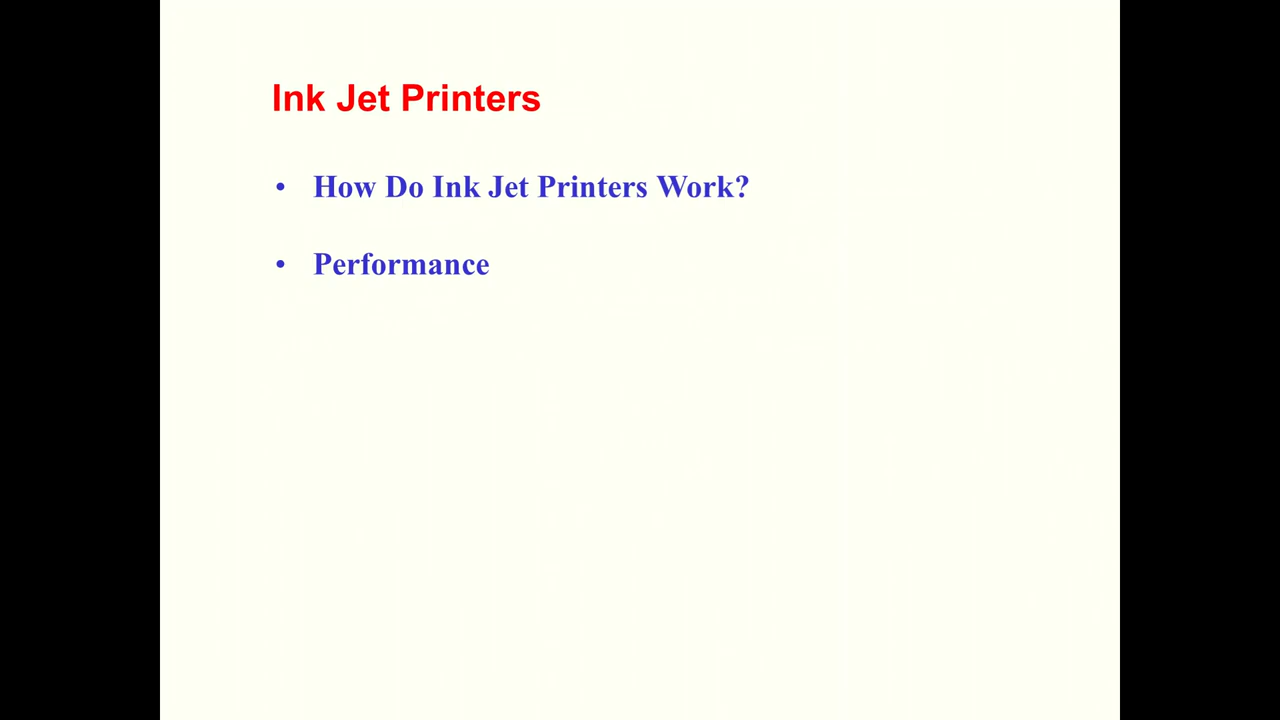 Ink Jet Printers
• How Do Ink Jet Printers Work?
• Performance